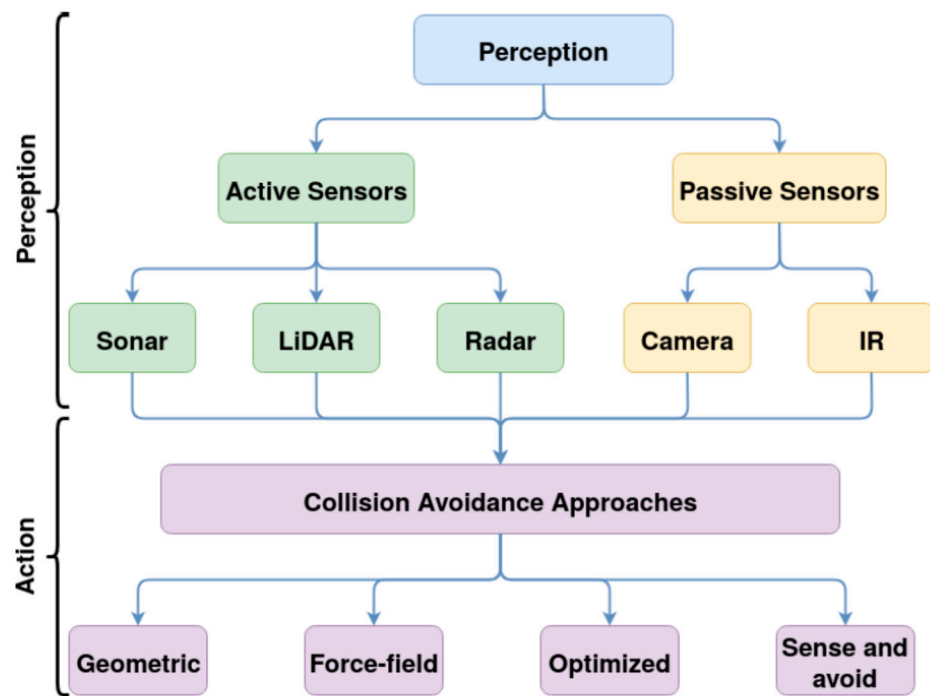 Perception
Perception
Active Sensors
Passive Sensors
Sonar
LiDAR
Radar
Camera
IR
Action
Collision Avoidance Approaches
Geometric
Force-field
Optimized
Sense and
avoid